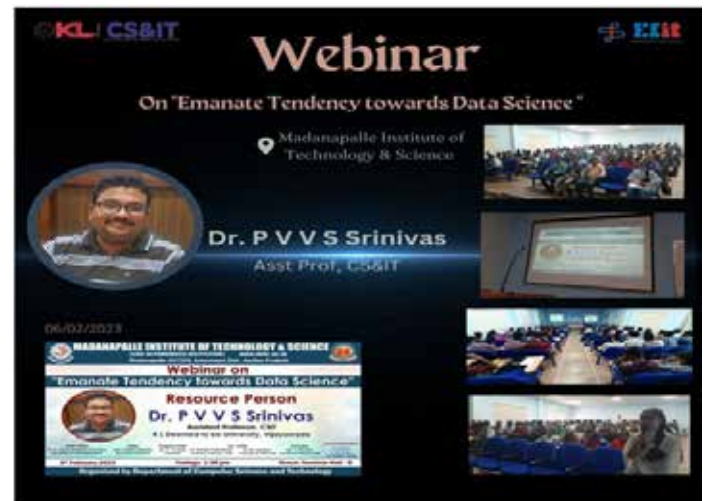 KL CS&IT
Webinar
On "Emanate Tendency towards Data Science "
Madanapalle Institute of
Technology & Science
Dr. P V V S Srinivas
Asst Prof, CS&IT
06/02/2023
MADANAPALLE INSTITUTE OF TECHNOLOGY & SCIENCE
Webinar on
"Emanate Tendency towards Data Science"
Resource Person
Dr. P V V S Srinivas
Assistant Professor,
K L Deemed to be University, Vijayawada
Organized by Department of Computer Science and Technology